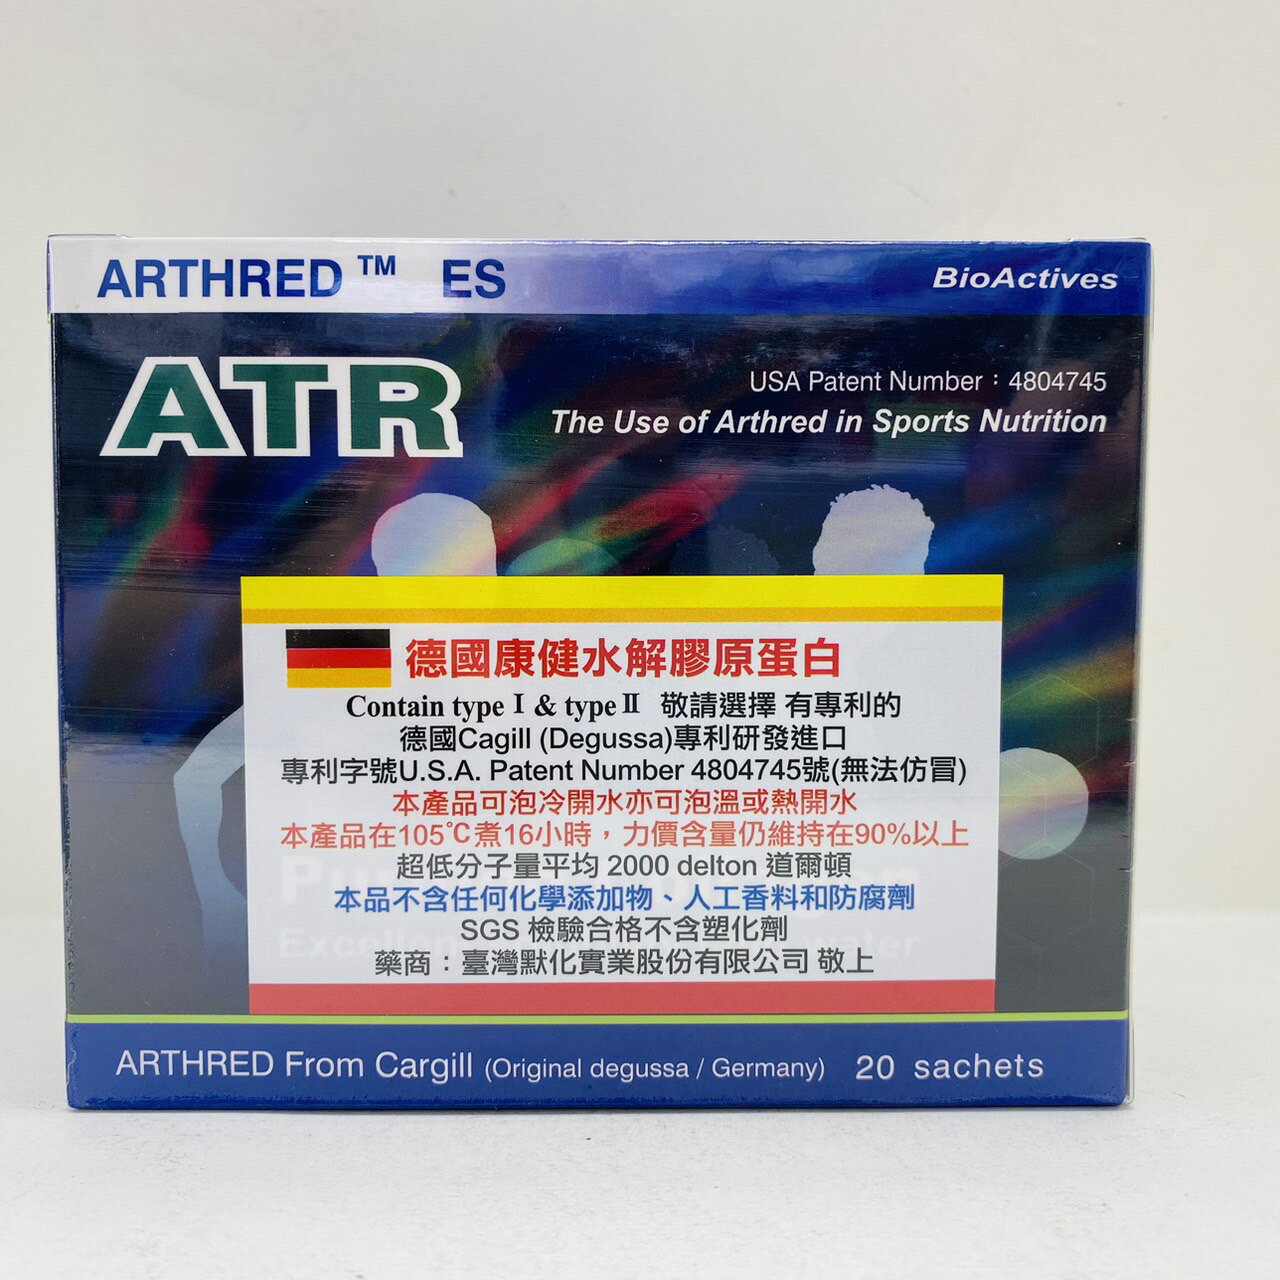 ARTHRED™ ES
BioActives
ATR
USA Patent Number：4804745
The Use of Arthred in Sports Nutrition
德國康健水解膠原蛋白
Contain type I & type II 敬請選擇 有專利的
德國Cagill (Degussa)專利研發進口
專利字號U.S.A. Patent Number 4804745號(無法仿冒)
本產品可泡冷開水亦可泡溫或熱開水
本產品在105℃煮16小時，力價含量仍維持在90%以上
超低分子量平均 2000 delton 道爾頓
本品不含任何化學添加物、人工香料和防腐劑
SGS 檢驗合格不含塑化劑
藥商：臺灣默化實業股份有限公司 敬上
ARTHRED From Cargill (Original degussa / Germany) 20 sachets